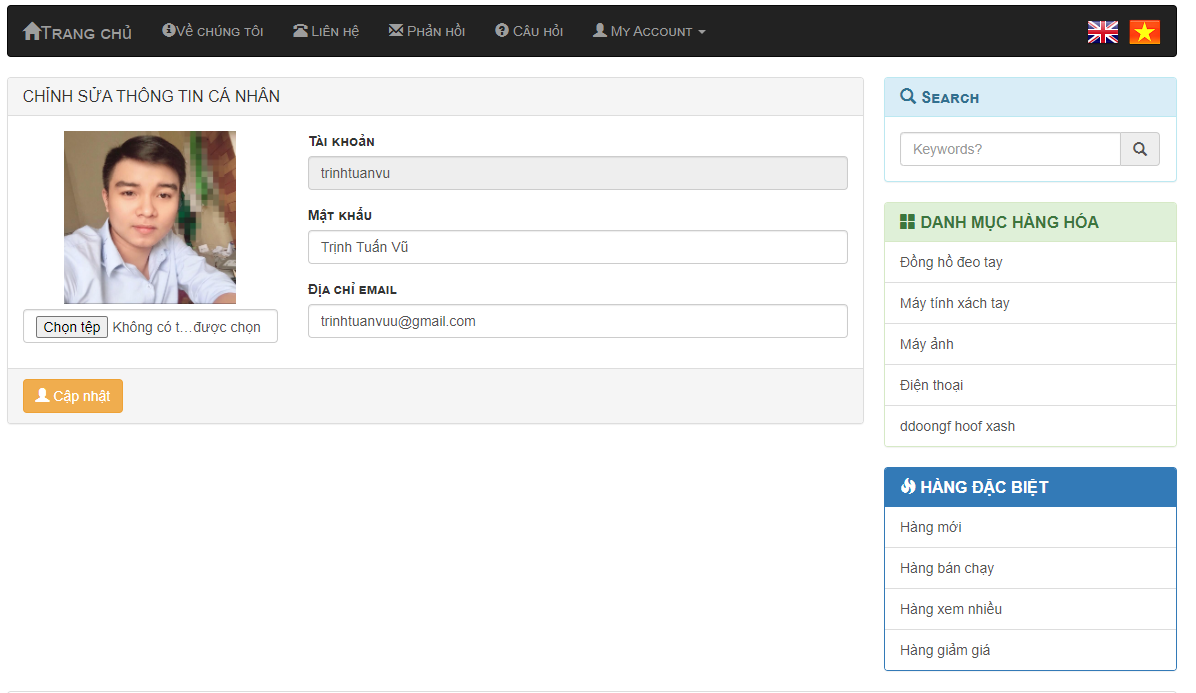 Trang chủ Về chúng tôi Liên hệ Phản hồi Câu hỏi My Account
CHỈNH SỬA THÔNG TIN CÁ NHÂN
Tài khoản
trinhtuanvu
Mật khẩu
Trịnh Tuấn Vũ
Địa chỉ email
trinhtuanvuu@gmail.com
Chọn tệp Không có t…được chọn
Cập nhật
Search
Keywords?
DANH MỤC HÀNG HÓA
Đồng hồ đeo tay
Máy tính xách tay
Máy ảnh
Điện thoại
ddoongf hoof xash
HÀNG ĐẶC BIỆT
Hàng mới
Hàng bán chạy
Hàng xem nhiều
Hàng giảm giá